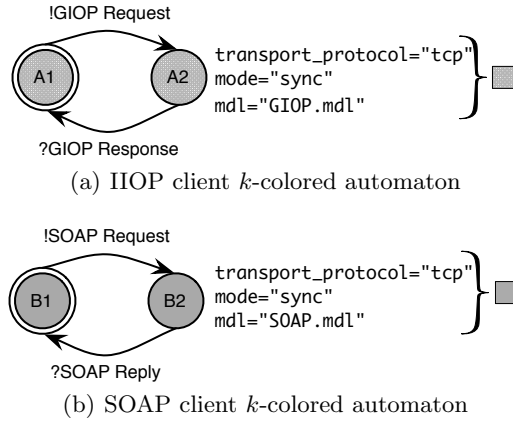 !GIOP Request
A1
A2
transport_protocol="tcp"
mode="sync"
mdl="GIOP.mdl"
?GIOP Response
(a) IIOP client k-colored automaton
!SOAP Request
B1
B2
transport_protocol="tcp"
mode="sync"
mdl="SOAP.mdl"
?SOAP Reply
(b) SOAP client k-colored automaton